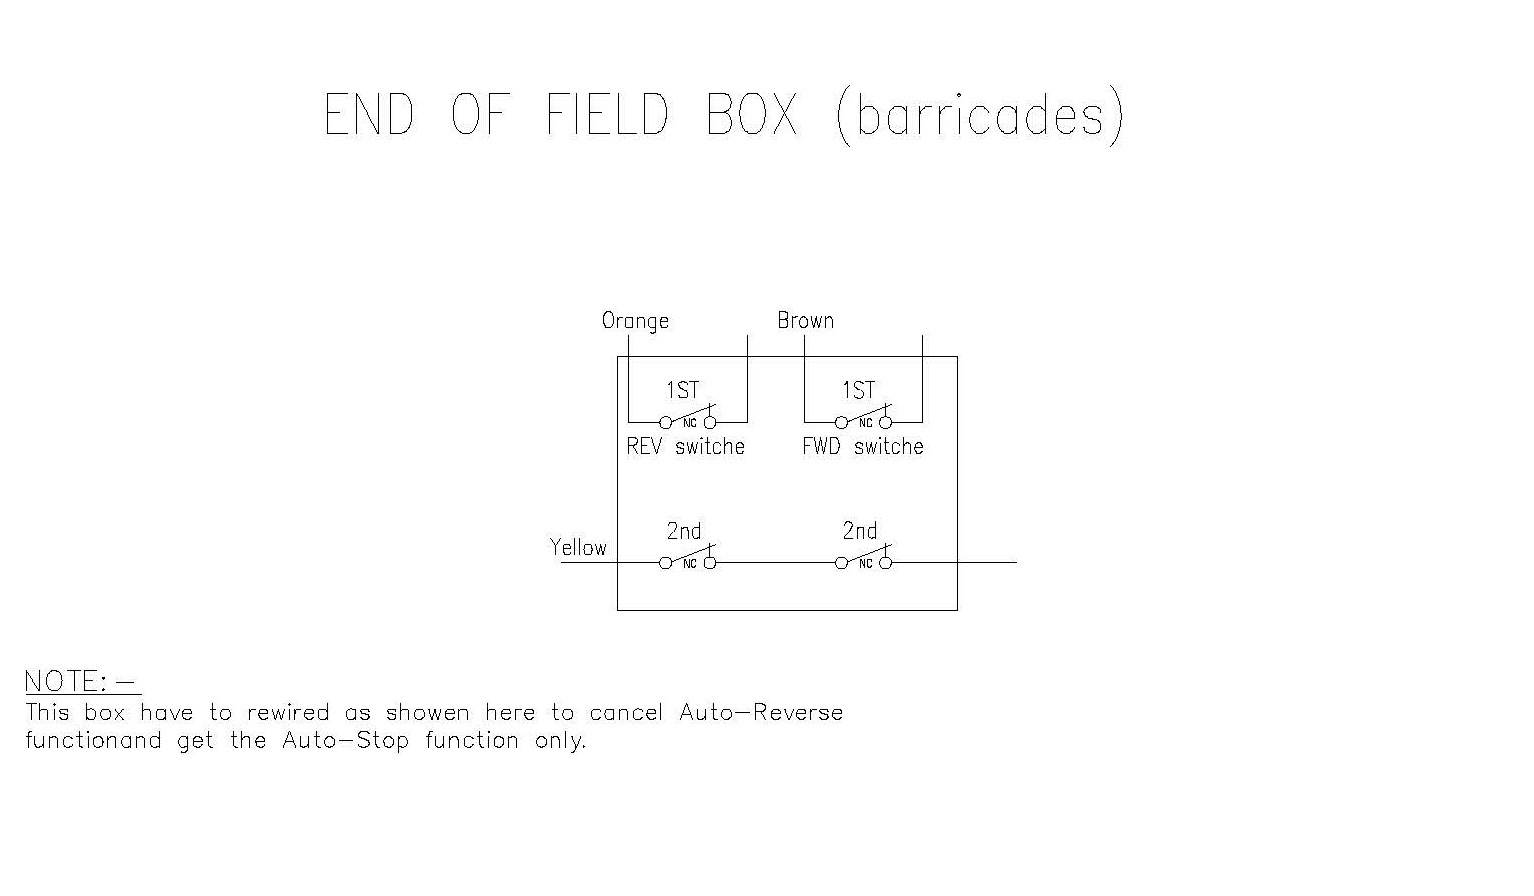 END OF FIELD BOX (barricades)
Orange Brown
1ST 1ST
NC NC
REV switche FWD switche
2nd 2nd
Yellow
NC NC
NOTE:-
This box have to rewired as showen here to cancel Auto-Reverse
functionand get the Auto-Stop function only.